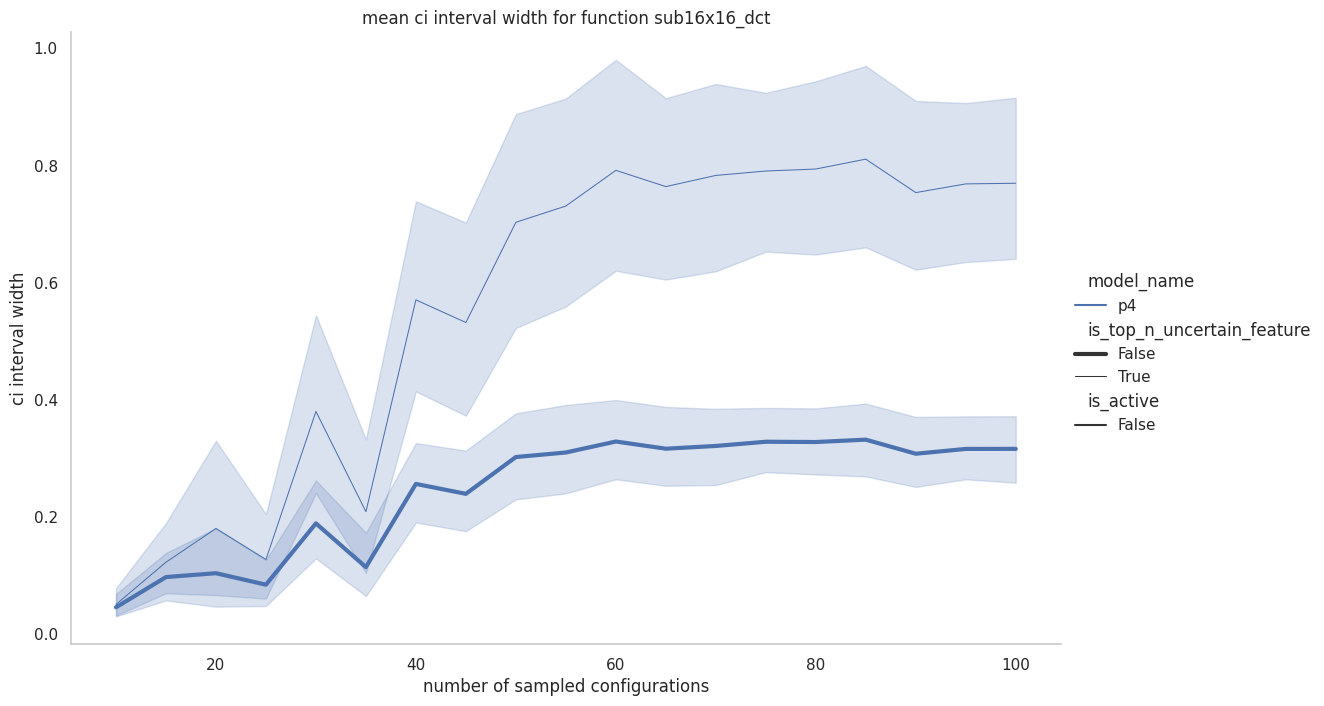 mean ci interval width for function sub16x16_dct
1.0
0.8
0.6
0.4
0.2
0.0
ci interval width
20
40
60
80
100
number of sampled configurations
model_name
p4
is_top_n_uncertain_feature
False
True
is_active
False